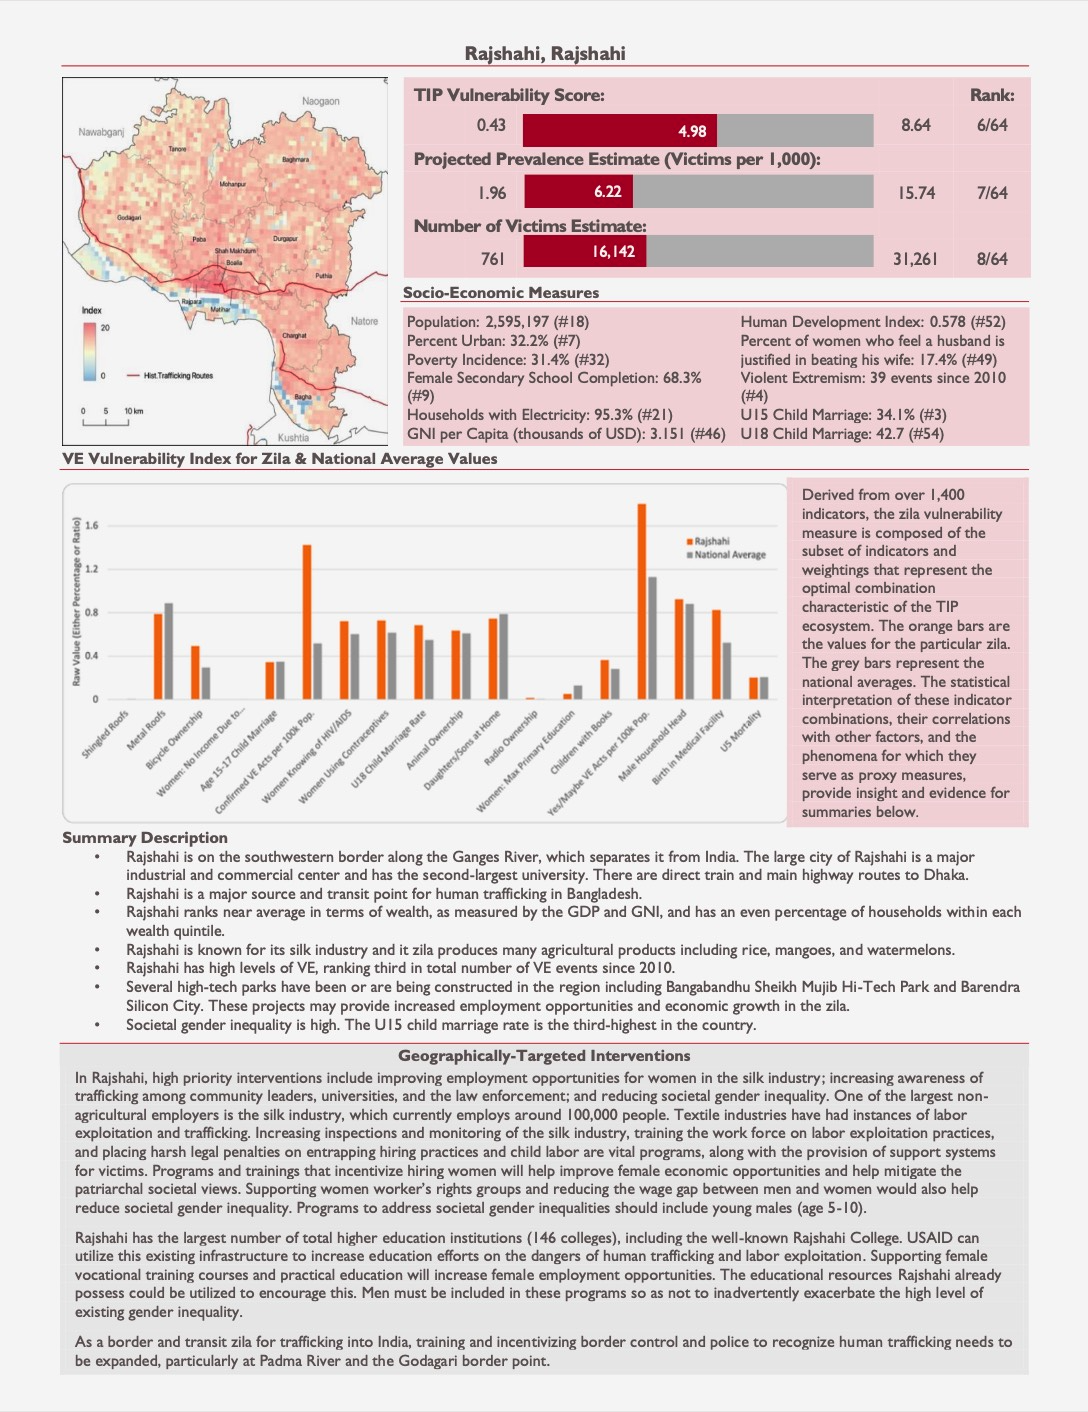 Rajshahi, Rajshahi
Naogaon
Nawabganj
Tanore
Baghmara
Mohanpur
Godagari
Paba
Durgapur
Shah Makhdum
Boalia
Puthia
Rajpara
Matihar
Natore
Index
20
0
Charghat
Hist.Trafficking Routes
Bagha
0 5 10 km
Kushtia
TIP Vulnerability Score: Rank:
0.43 4.98 8.64 6/64
Projected Prevalence Estimate (Victims per 1,000):
1.96 6.22 15.74 7/64
Number of Victims Estimate:
761 16,142 31,261 8/64
Socio-Economic Measures
Population: 2,595,197 (#18)
Percent Urban: 32.2% (#7)
Poverty Incidence: 31.4% (#32)
Female Secondary School Completion: 68.3%
(#9)
Households with Electricity: 95.3% (#21)
GNI per Capita (thousands of USD): 3.151 (#46)
Human Development Index: 0.578 (#52)
Percent of women who feel a husband is
justified in beating his wife: 17.4% (#49)
Violent Extremism: 39 events since 2010
(#4)
U15 Child Marriage: 34.1% (#3)
U18 Child Marriage: 42.7 (#54)
VE Vulnerability Index for Zila & National Average Values
Raw Value (Either Percentage or Ratio)
1.6
1.2
0.8
0.4
0
Rajshahi
National Average
Shingled Roofs
Metal Roofs
Bicycle Ownership
Women: No Income Due to...
Age 15-17 Child Marriage
Confirmed VE Acts per 100k Pop.
Women Knowing of HIV/AIDS
Women Using Contraceptives
U18 Child Marriage Rate
Animal Ownership
Daughters/Sons at Home
Radio Ownership
Women: Max Primary Education
Children with Books
Yes/Maybe VE Acts per 100k Pop.
Male Household Head
Birth in Medical Facility
U5 Mortality
Derived from over 1,400
indicators, the zila vulnerability
measure is composed of the
subset of indicators and
weightings that represent the
optimal combination
characteristic of the TIP
ecosystem. The orange bars are
the values for the particular zila.
The grey bars represent the
national averages. The statistical
interpretation of these indicator
combinations, their correlations
with other factors, and the
phenomena for which they
serve as proxy measures,
provide insight and evidence for
summaries below.
Summary Description
• Rajshahi is on the southwestern border along the Ganges River, which separates it from India. The large city of Rajshahi is a major
industrial and commercial center and has the second-largest university. There are direct train and main highway routes to Dhaka.
• Rajshahi is a major source and transit point for human trafficking in Bangladesh.
• Rajshahi ranks near average in terms of wealth, as measured by the GDP and GNI, and has an even percentage of households within each
wealth quintile.
• Rajshahi is known for its silk industry and it zila produces many agricultural products including rice, mangoes, and watermelons.
• Rajshahi has high levels of VE, ranking third in total number of VE events since 2010.
• Several high-tech parks have been or are being constructed in the region including Bangabandhu Sheikh Mujib Hi-Tech Park and Barendra
Silicon City. These projects may provide increased employment opportunities and economic growth in the zila.
• Societal gender inequality is high. The U15 child marriage rate is the third-highest in the country.
Geographically-Targeted Interventions
In Rajshahi, high priority interventions include improving employment opportunities for women in the silk industry; increasing awareness of
trafficking among community leaders, universities, and the law enforcement; and reducing societal gender inequality. One of the largest non-
agricultural employers is the silk industry, which currently employs around 100,000 people. Textile industries have had instances of labor
exploitation and trafficking. Increasing inspections and monitoring of the silk industry, training the work force on labor exploitation practices,
and placing harsh legal penalties on entrapping hiring practices and child labor are vital programs, along with the provision of support systems
for victims. Programs and trainings that incentivize hiring women will help improve female economic opportunities and help mitigate the
patriarchal societal views. Supporting women worker's rights groups and reducing the wage gap between men and women would also help
reduce societal gender inequality. Programs to address societal gender inequalities should include young males (age 5-10).
Rajshahi has the largest number of total higher education institutions (146 colleges), including the well-known Rajshahi College. USAID can
utilize this existing infrastructure to increase education efforts on the dangers of human trafficking and labor exploitation. Supporting female
vocational training courses and practical education will increase female employment opportunities. The educational resources Rajshahi already
possess could be utilized to encourage this. Men must be included in these programs so as not to inadvertently exacerbate the high level of
existing gender inequality.
As a border and transit zila for trafficking into India, training and incentivizing border control and police to recognize human trafficking needs to
be expanded, particularly at Padma River and the Godagari border point.